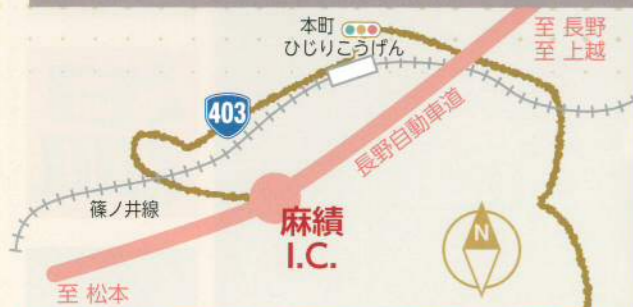 本町
ひじりこうげん
至 長野
至 上越
403
長野自動車道
篠ノ井線
麻績
I.C.
N
至 松本